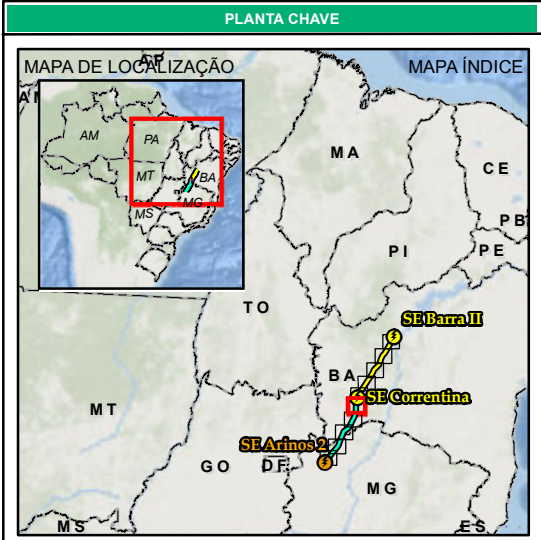 PLANTA CHAVE
MAPA DE LOCALIZAÇÃO
MAPA ÍNDICE
AP
AM
PA
MT
BA
MG
MS
MA
CE
PB
PI
PE
TO
SE Barra II
BA
SE Correntina
MT
SE Arinos 2
GO
DF
MG
MS
ES